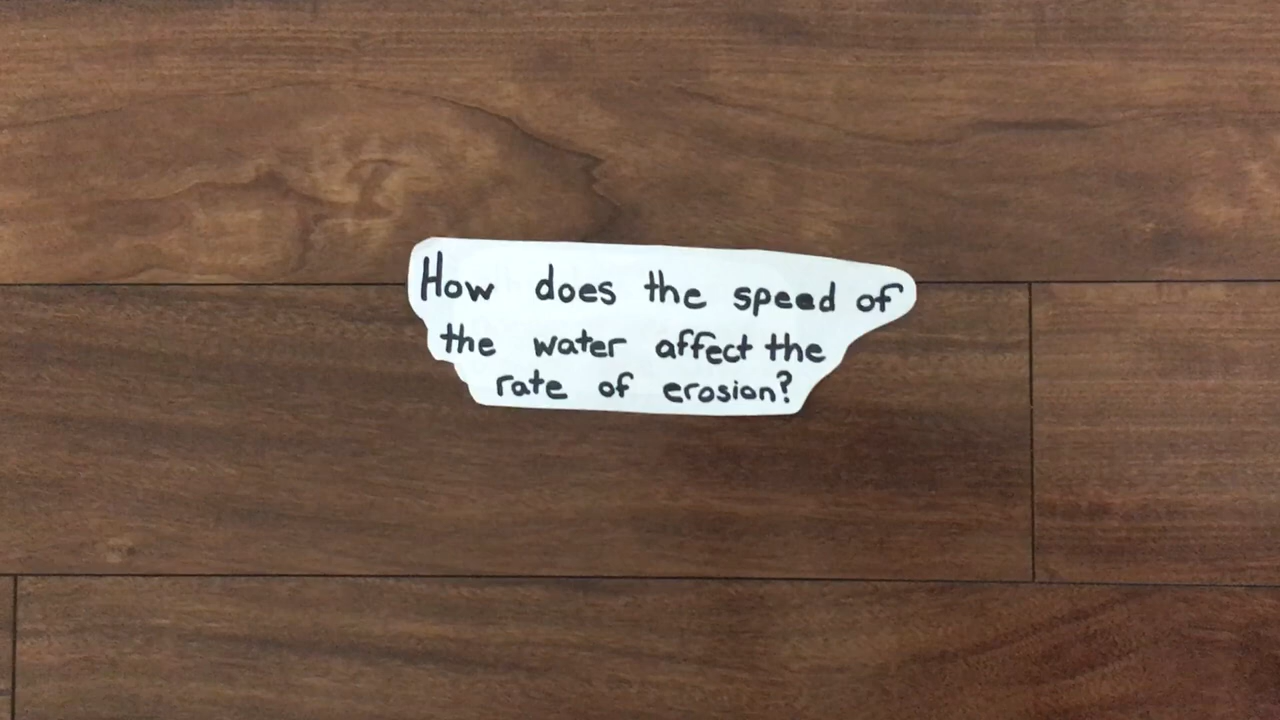 How does the speed of
the water affect the
rate of erosion?